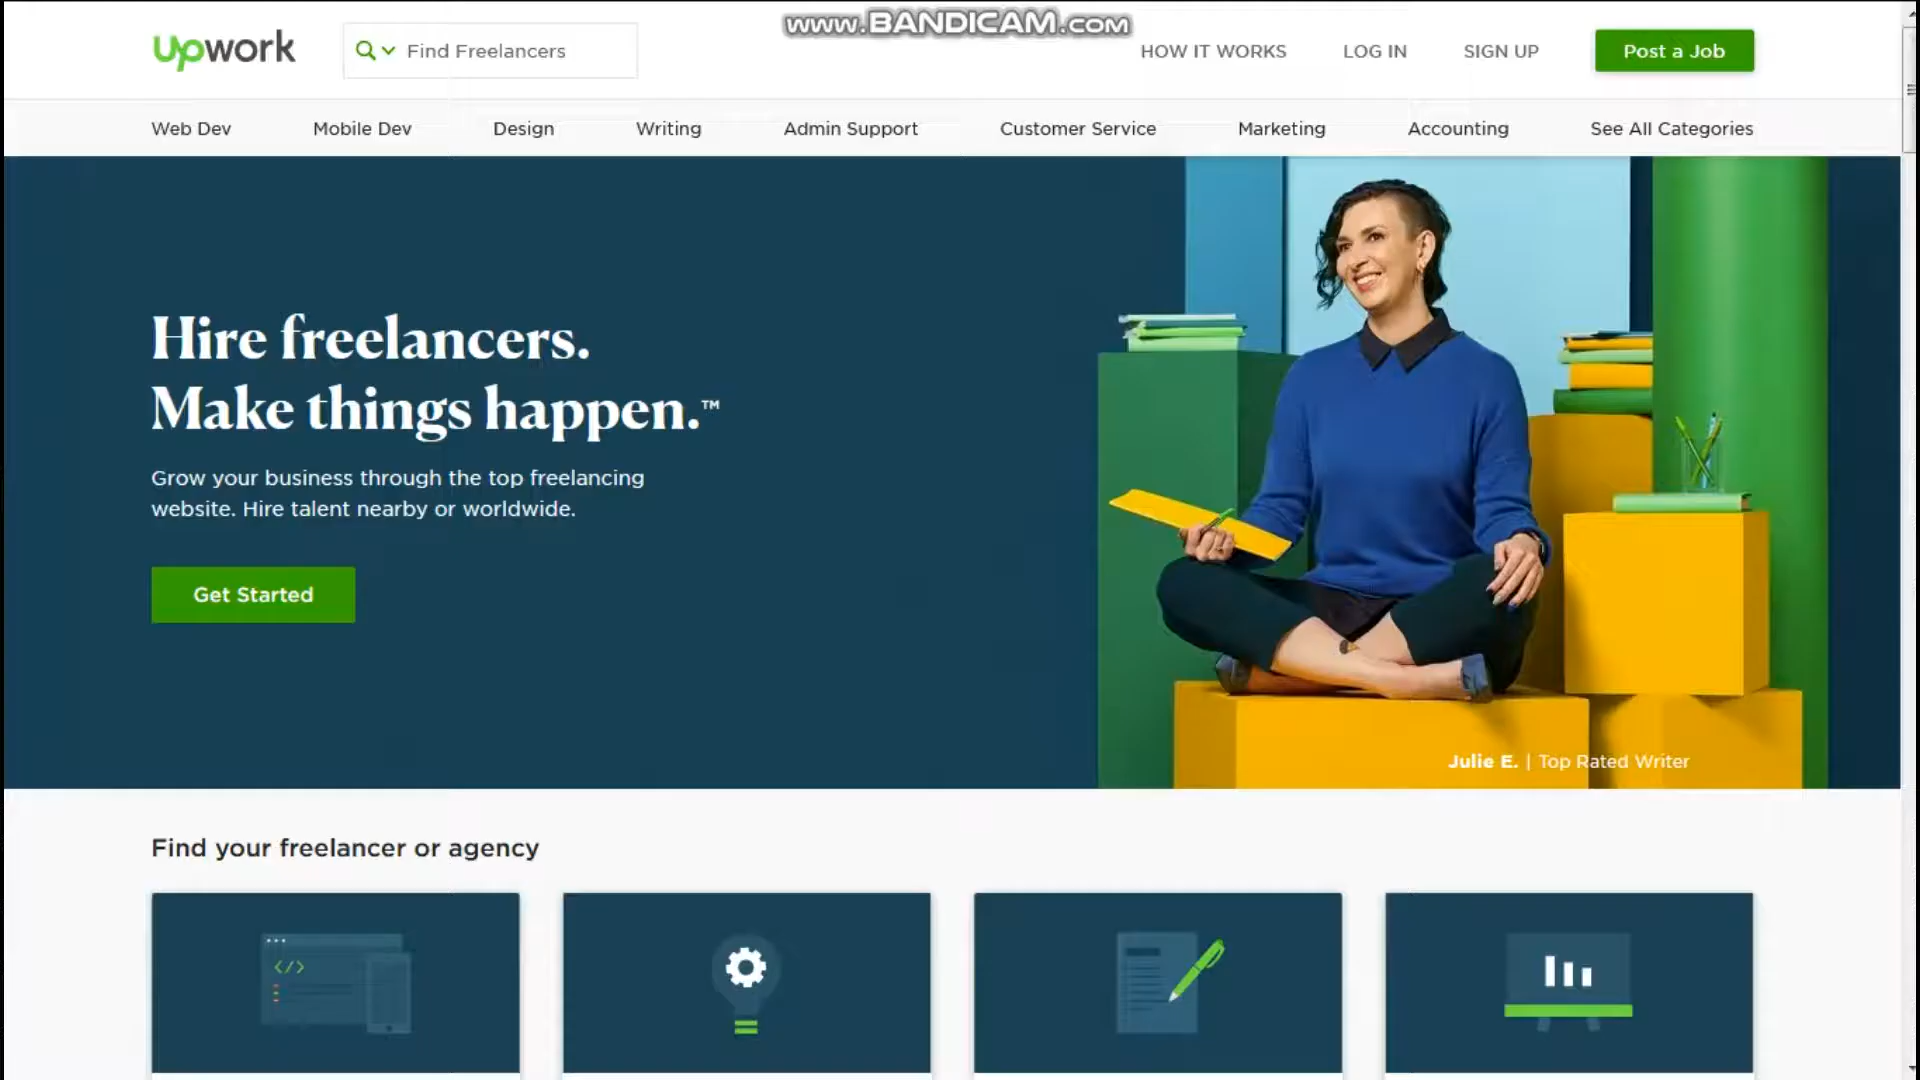 www.BANDICAM.com
Upwork
Find Freelancers
HOW IT WORKS
LOG IN
SIGN UP
Post a Job
Web Dev
Mobile Dev
Design
Writing
Admin Support
Customer Service
Marketing
Accounting
See All Categories
Hire freelancers.
Make things happen.™
Grow your business through the top freelancing
website. Hire talent nearby or worldwide.
Get Started
Julie E. | Top Rated Writer
Find your freelancer or agency
</>